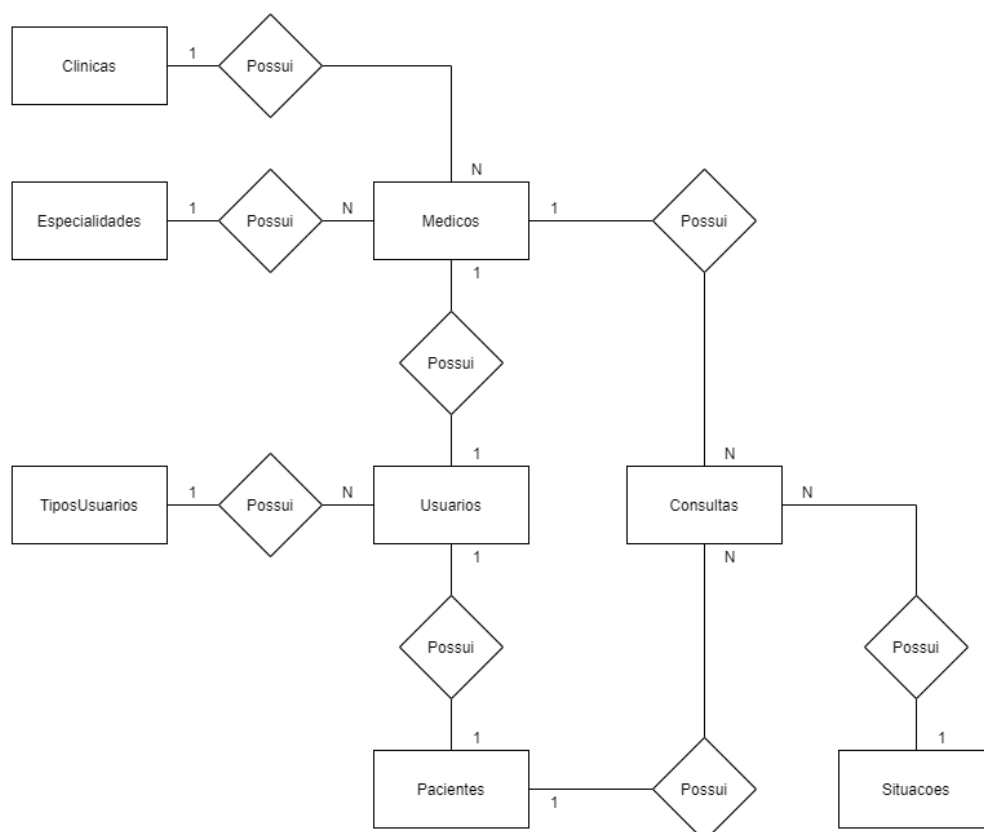 Clinicas
1
Possui
N
Especialidades
1
Possui
N
Medicos
1
Possui
1
Possui
TiposUsuarios
1
Possui
N
1
Usuarios
N
Consultas
N
1
N
Possui
Possui
1
Pacientes
1
Possui
1
Situacoes